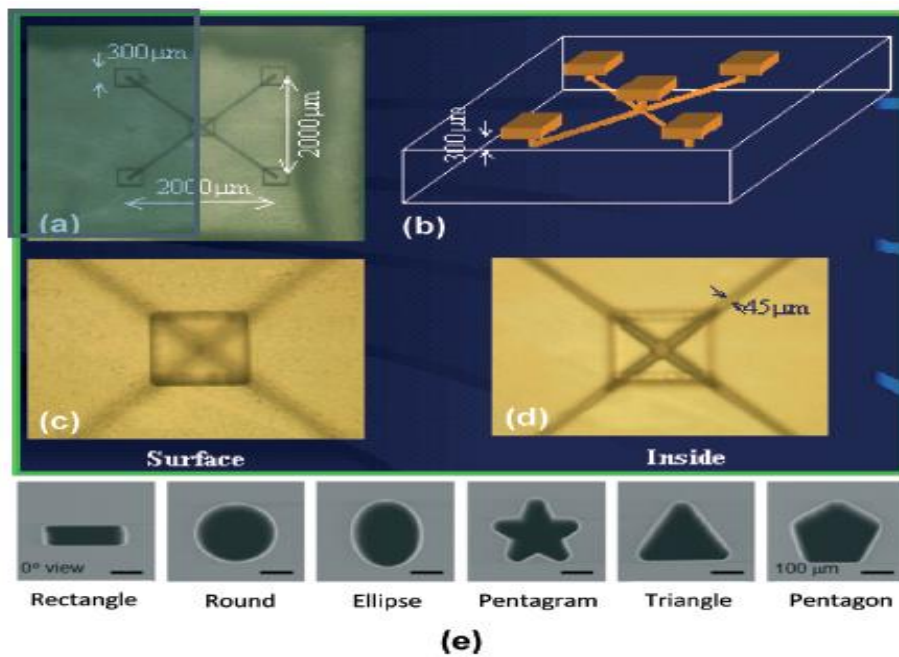 300μm
2000μm
2000μm
(a)
300μm
(b)
(c)
45μm
(d)
Surface
Inside
0° view
100 μm
Rectangle
Round
Ellipse
Pentagram
Triangle
Pentagon
(e)